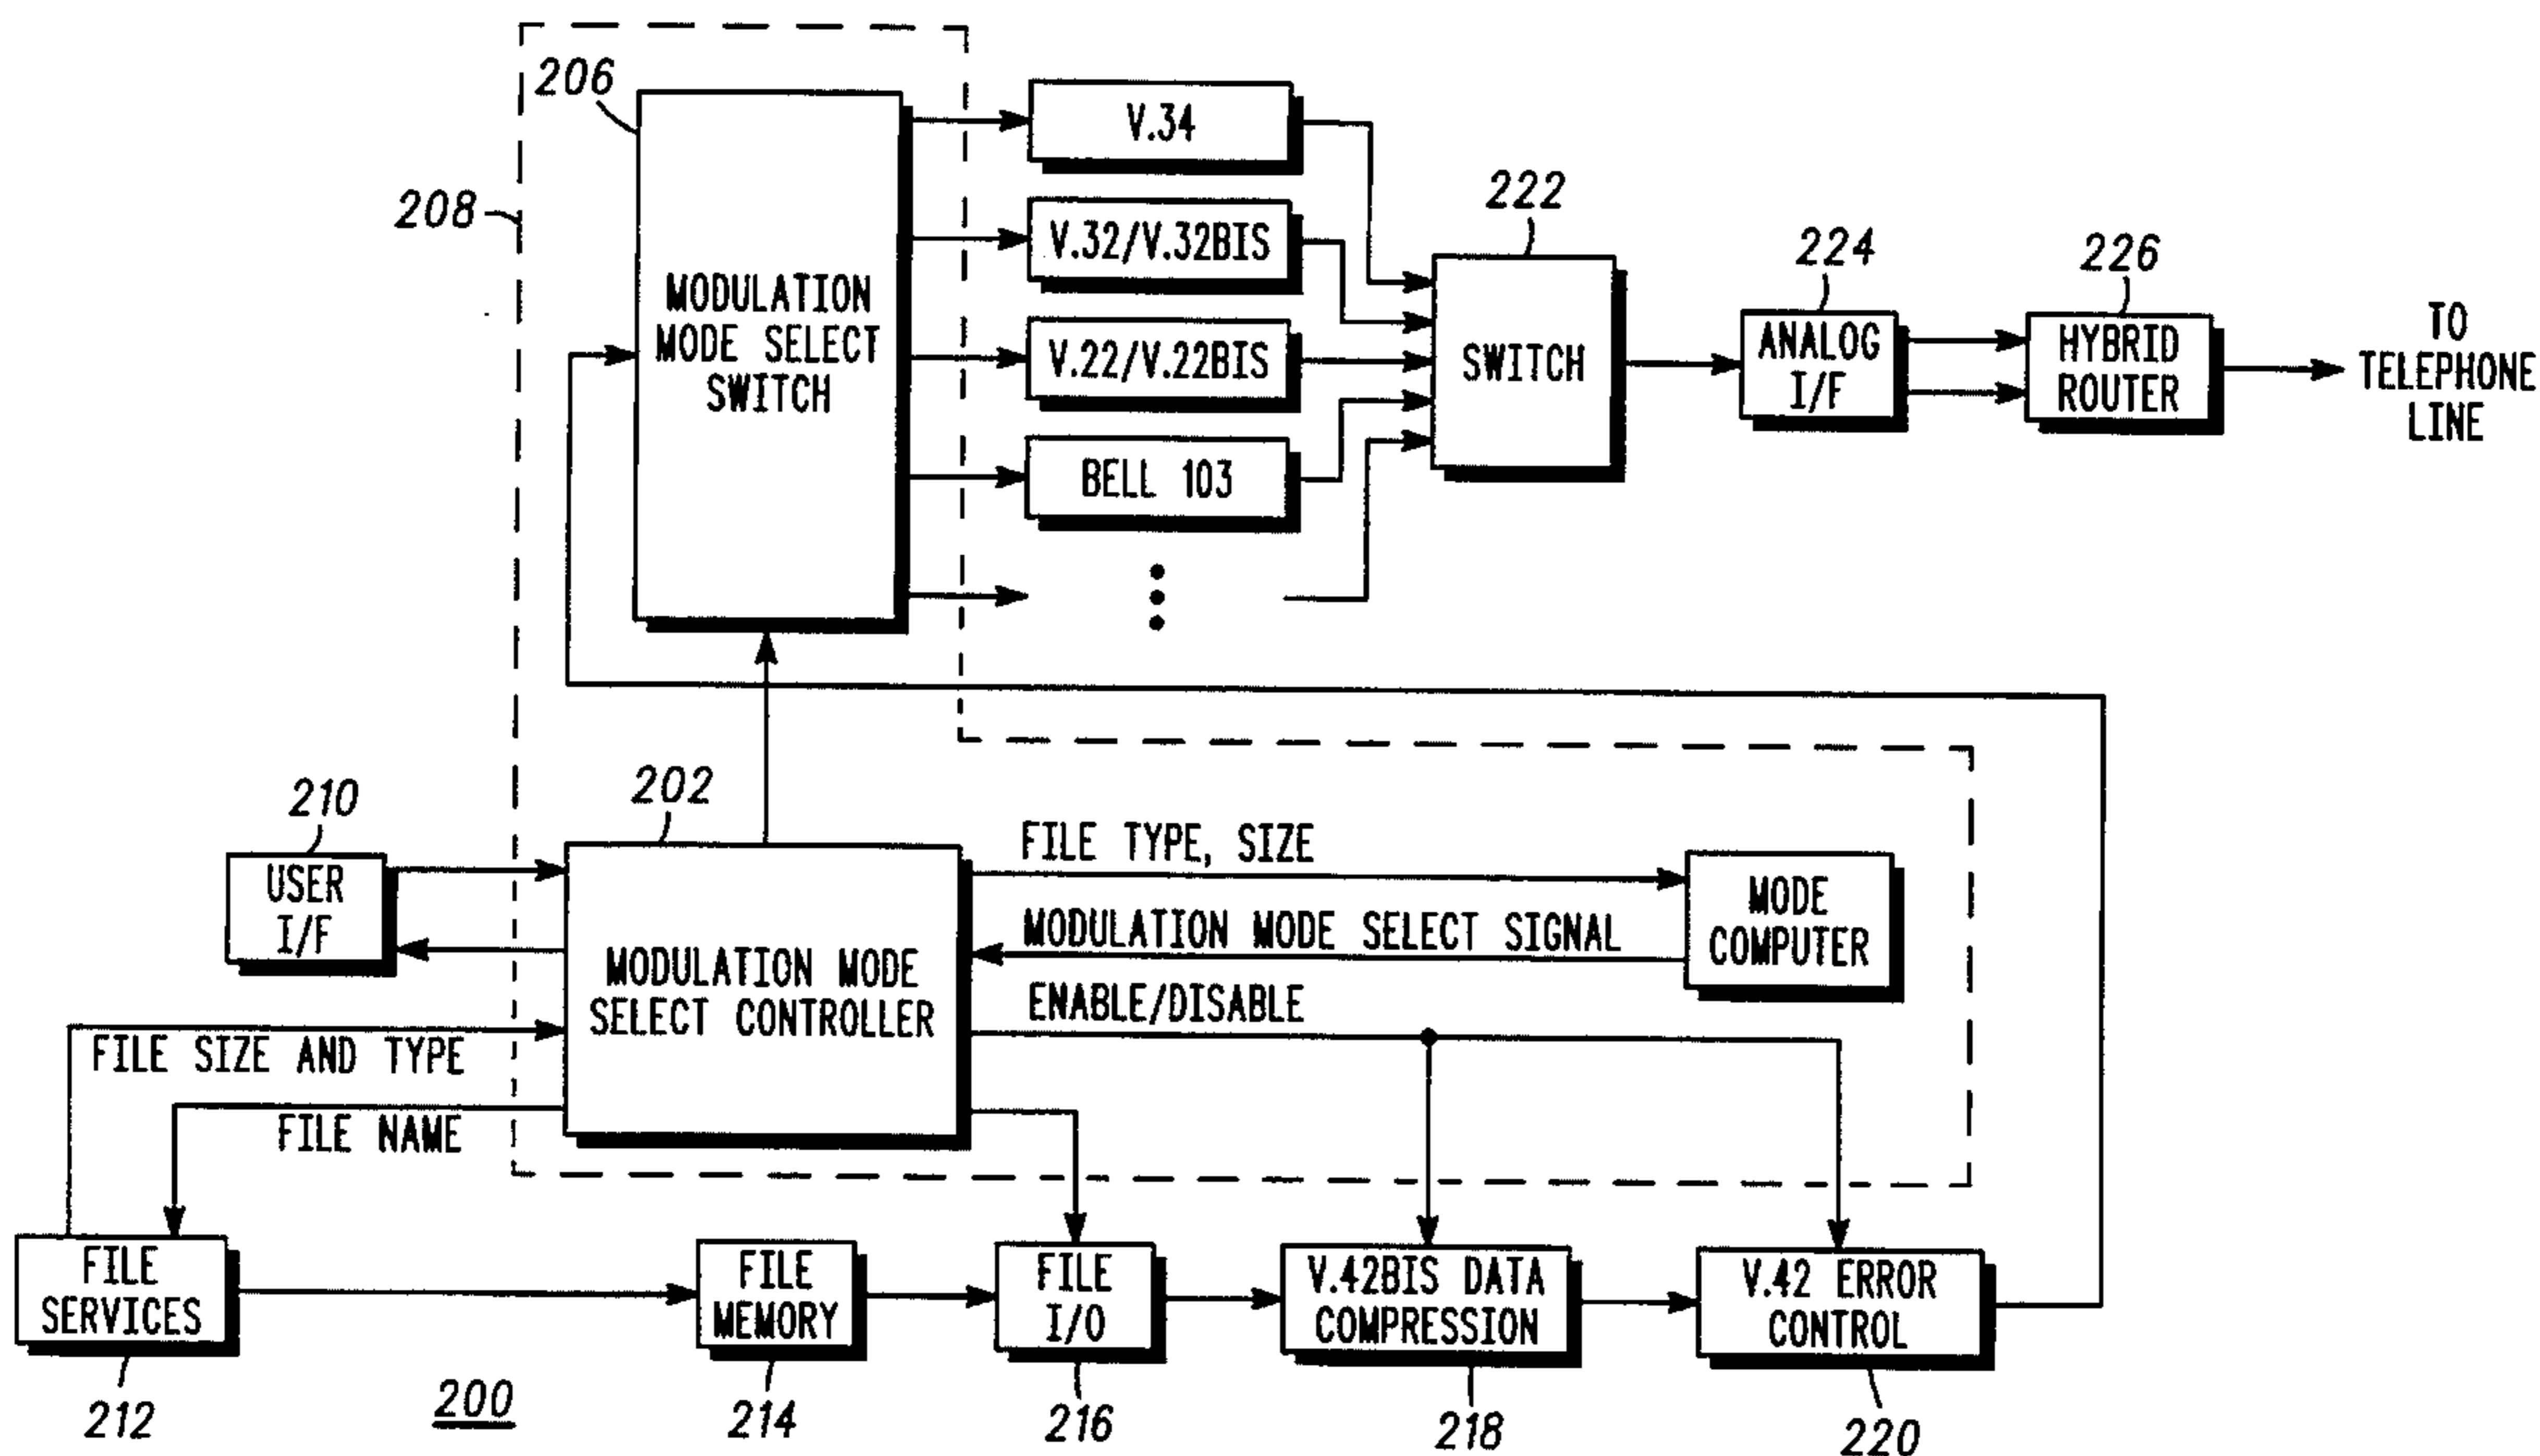 206
MODULATION
MODE SELECT
SWITCH
208
V.34
V.32/V.32BIS
V.22/V.22BIS
BELL 103
222
SWITCH
224
ANALOG
I/F
226
HYBRID
ROUTER
TO
TELEPHONE
LINE
210
USER
I/F
202
MODULATION MODE
SELECT CONTROLLER
FILE TYPE, SIZE
MODULATION MODE SELECT SIGNAL
ENABLE/DISABLE
MODE
COMPUTER
FILE SIZE AND TYPE
FILE NAME
FILE
SERVICES
212
200
FILE
MEMORY
214
FILE
I/O
216
V.42BIS DATA
COMPRESSION
218
V.42 ERROR
CONTROL
220